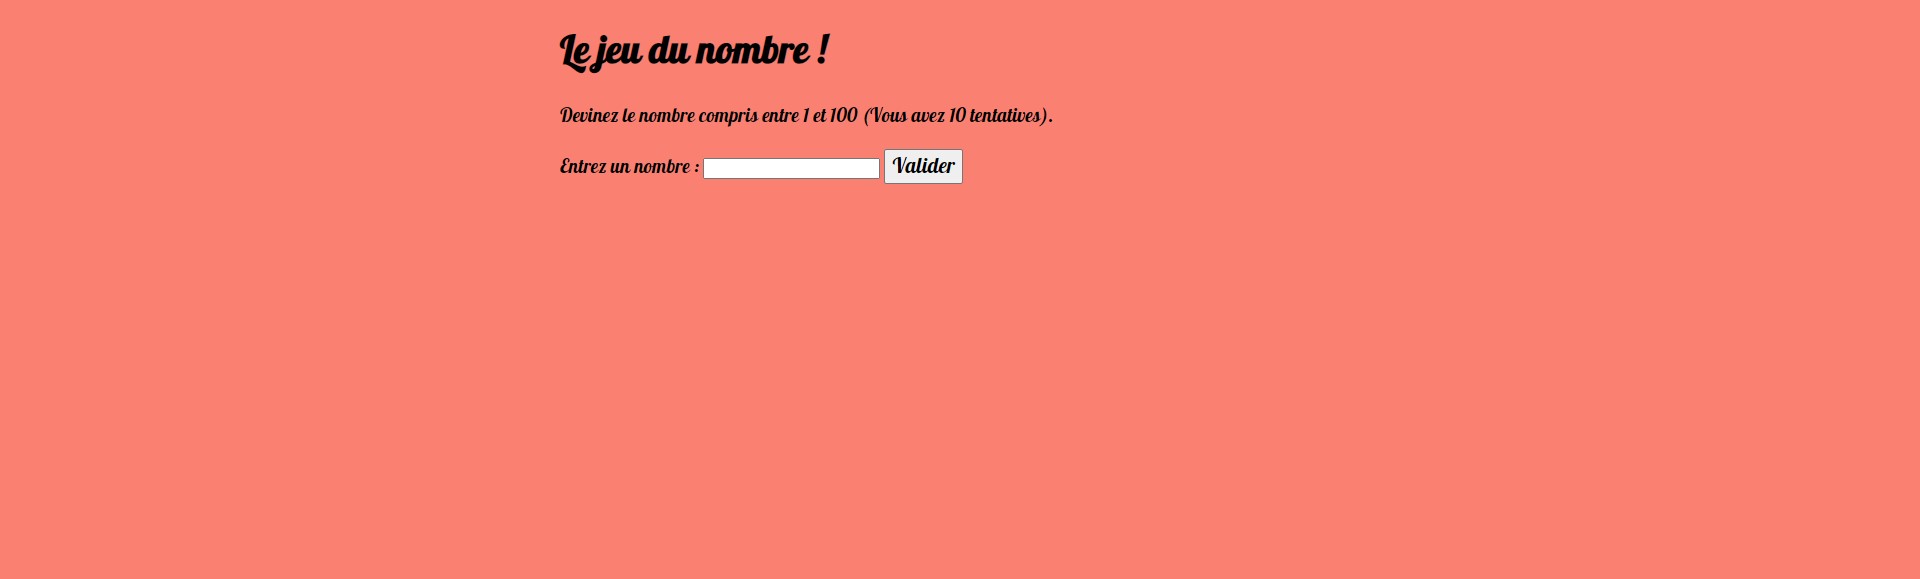 Le jeu du nombre !
Devinez le nombre compris entre 1 et 100 (Vous avez 10 tentatives).
Entrez un nombre : Valider